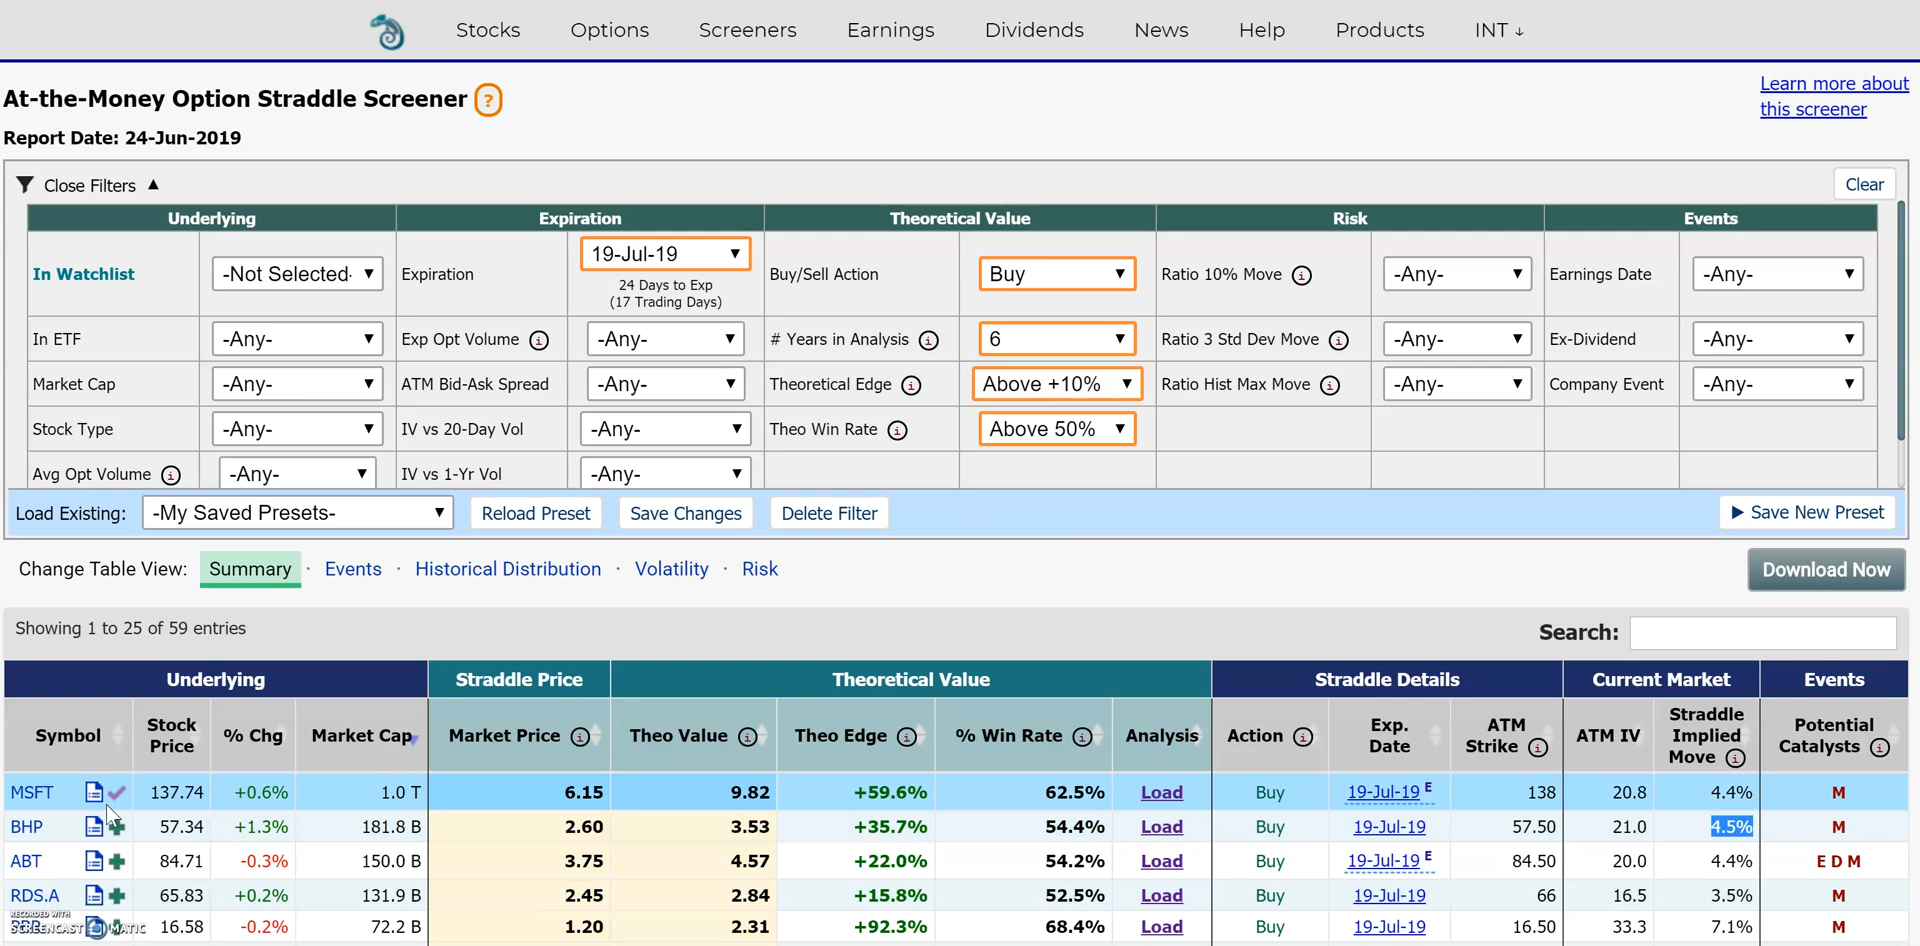 Stocks Options Screeners Earnings Dividends News Help Products INT ↓
At-the-Money Option Straddle Screener ?
Learn more about
this screener
Report Date: 24-Jun-2019
Close Filters ▲ Clear
Underlying Expiration Theoretical Value Risk Events
In Watchlist -Not Selected- Expiration 19-Jul-19 Buy/Sell Action Buy Ratio 10% Move i -Any- Earnings Date -Any-
24 Days to Exp
(17 Trading Days)
In ETF -Any- Exp Opt Volume i -Any- # Years in Analysis i 6 Ratio 3 Std Dev Move i -Any- Ex-Dividend -Any-
Market Cap -Any- ATM Bid-Ask Spread -Any- Theoretical Edge i Above +10% Ratio Hist Max Move i -Any- Company Event -Any-
Stock Type -Any- IV vs 20-Day Vol -Any- Theo Win Rate i Above 50%
Avg Opt Volume i -Any- IV vs 1-Yr Vol -Any-
Load Existing: -My Saved Presets- Reload Preset Save Changes Delete Filter ▶ Save New Preset
Change Table View: Summary · Events · Historical Distribution · Volatility · Risk Download Now
Showing 1 to 25 of 59 entries Search:
Underlying Straddle Price Theoretical Value Straddle Details Current Market Events
Symbol Stock Price % Chg Market Cap Market Price i Theo Value i Theo Edge i % Win Rate i Analysis Action i Exp. Date ATM Strike i ATM IV Straddle Implied Move i Potential Catalysts i
MSFT 137.74 +0.6% 1.0 T 6.15 9.82 +59.6% 62.5% Load Buy 19-Jul-19 E 138 20.8 4.4% M
BHP 57.34 +1.3% 181.8 B 2.60 3.53 +35.7% 54.4% Load Buy 19-Jul-19 57.50 21.0 4.5% M
ABT 84.71 -0.3% 150.0 B 3.75 4.57 +22.0% 54.2% Load Buy 19-Jul-19 E 84.50 20.0 4.4% E D M
RDS.A 65.83 +0.2% 131.9 B 2.45 2.84 +15.8% 52.5% Load Buy 19-Jul-19 66 16.5 3.5% M
16.58 -0.2% 72.2 B 1.20 2.31 +92.3% 68.4% Load Buy 19-Jul-19 16.50 33.3 7.1% M
RECORDED WITH
SCREENCAST MATIC